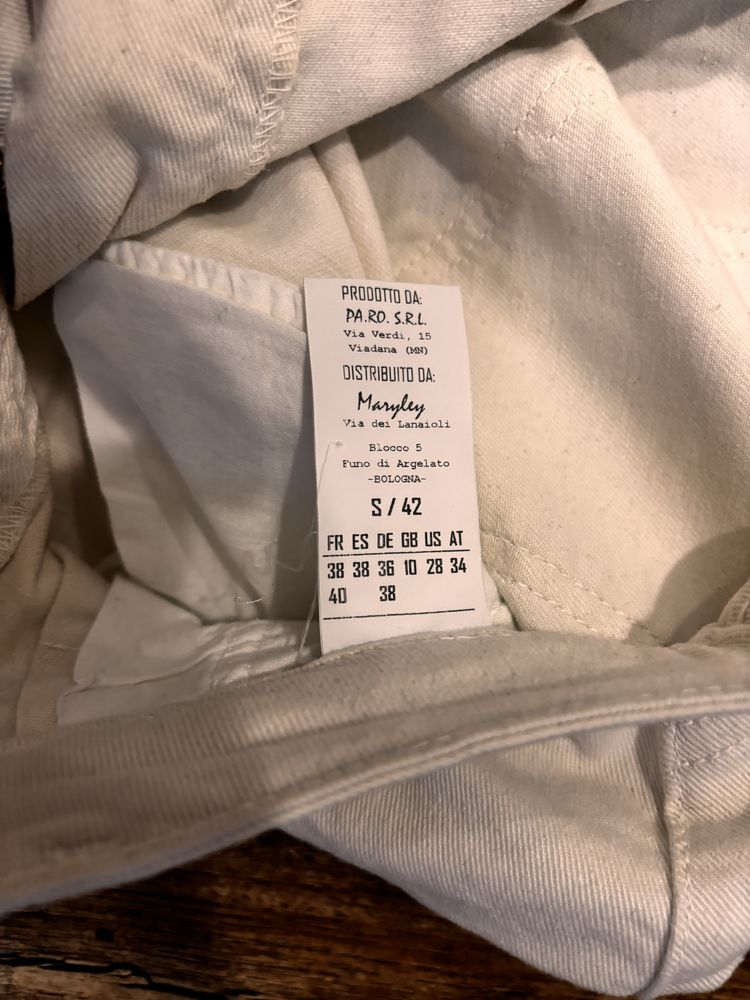 PRODOTTO DA:
PA.RO. S.R.L.
Via Verdi, 15
Viadana (MN)
DISTRIBUITO DA:
Maryley
Via dei Lanaioli
Blocco 5
Funo di Argelato
-BOLOGNA-
S / 42
FR ES DE GB US AT
38 38 36 10 28 34
40 38